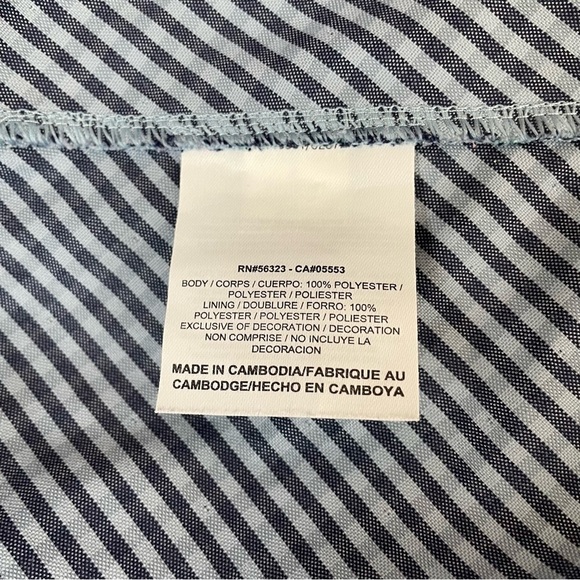 RN#56323 - CA#05553
BODY / CORPS / CUERPO: 100% POLYESTER /
POLYESTER / POLIESTER
LINING / DOUBLURE / FORRO: 100%
POLYESTER / POLYESTER / POLIESTER
EXCLUSIVE OF DECORATION / DECORATION
NON COMPRISE / NO INCLUYE LA
DECORACION
MADE IN CAMBODIA/FABRIQUE AU
CAMBODGE/HECHO EN CAMBOYA